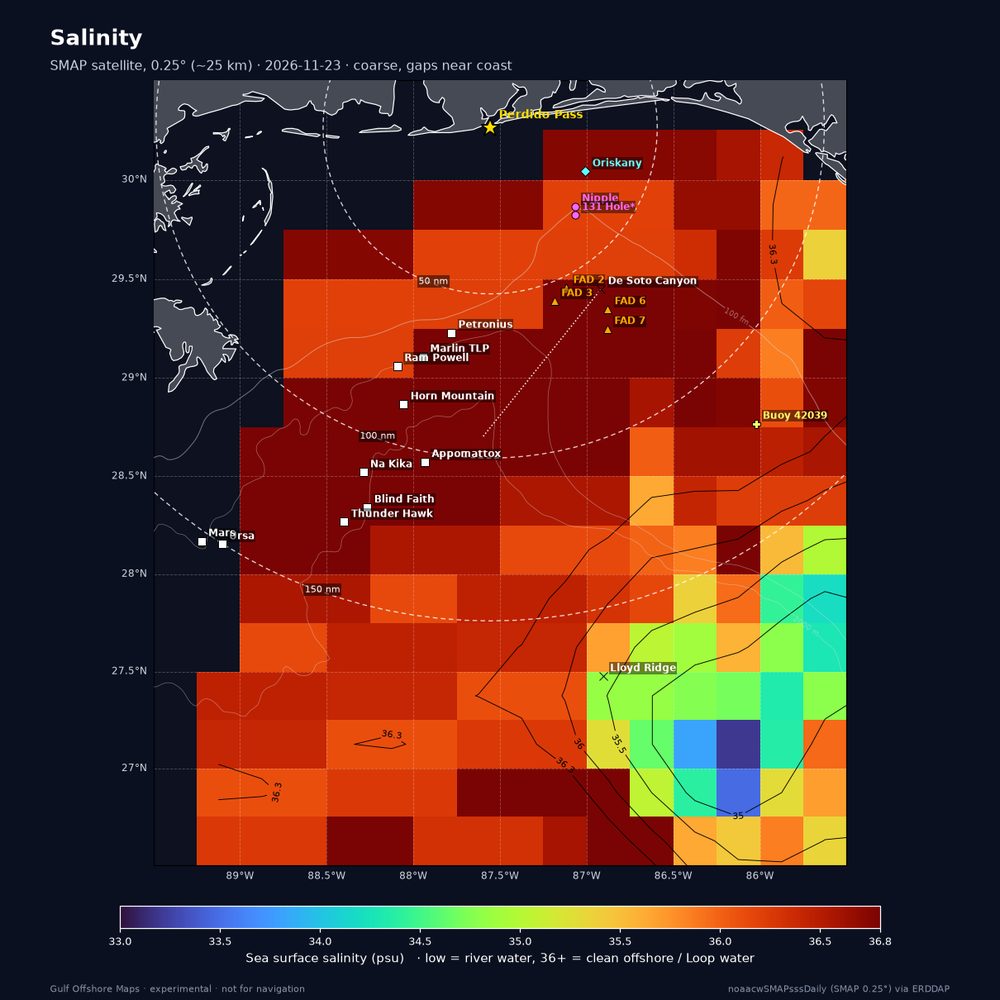 Salinity
SMAP satellite, 0.25° (~25 km) · 2026-11-23 · coarse, gaps near coast
Perdido Pass
Oriskany
30°N
Nipple
131 Hole*
36.3
29.5°N
50 nm
FAD 2
De Soto Canyon
FAD 3
FAD 6
100 fm
FAD 7
Petronius
Marlin TLP
Ram Powell
29°N
Horn Mountain
Buoy 42039
100 nm
Appomattox
Na Kika
28.5°N
Blind Faith
Thunder Hawk
Mars
Ursa
28°N
150 nm
27.5°N
Lloyd Ridge
36.3
36
35.5
36.3
27°N
36.3
35
89°W
88.5°W
88°W
87.5°W
87°W
86.5°W
86°W
33.0
33.5
34.0
34.5
35.0
35.5
36.0
36.5
36.8
Sea surface salinity (psu) · low = river water, 36+ = clean offshore / Loop water
Gulf Offshore Maps · experimental · not for navigation
noaacwSMAPsssDaily (SMAP 0.25°) via ERDDAP